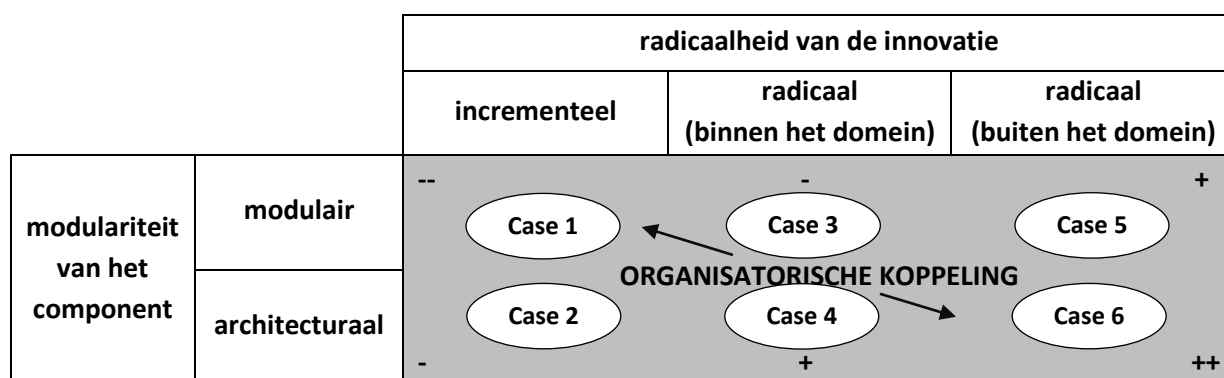 radicaalheid van de innovatie
incrementeel
radicaal
(binnen het domein)
radicaal
(buiten het domein)
modulariteit
van het
component
modulair
architecturaal
-- - +
Case 1 Case 3 Case 5
ORGANISATORISCHE KOPPELING
Case 2 Case 4 Case 6
- + ++